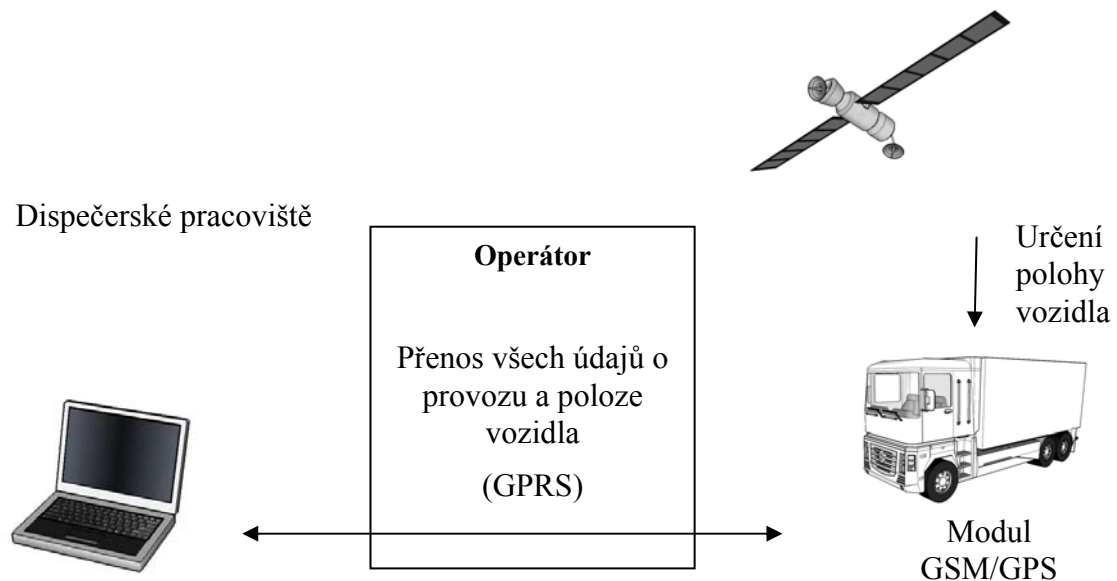 Dispečerské pracoviště
Operátor
Přenos všech údajů o
provozu a poloze
vozidla
(GPRS)
Určení
polohy
vozidla
Modul
GSM/GPS